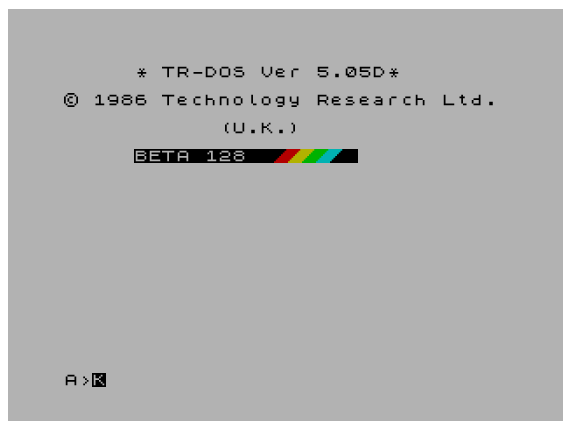 * TR-DOS Ver 5.05D*
© 1986 Technology Research Ltd.
(U.K.)
BETA 128
A>K